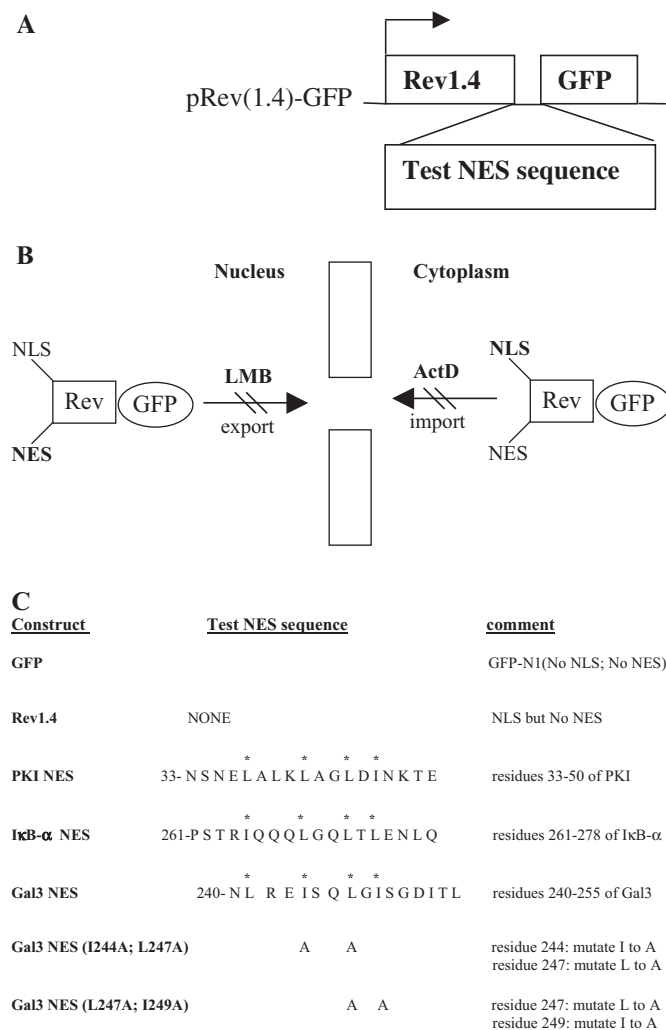 A
pRev(1.4)-GFP
Rev1.4
GFP
Test NES sequence
B
Nucleus
Cytoplasm
NLS
Rev
GFP
NES
LMB
export
ActD
import
NLS
Rev
GFP
NES
C
Construct Test NES sequence comment
GFP GFP-N1(No NLS; No NES)
Rev1.4 NONE NLS but No NES
* * * *
PKI NES 33- N S N E L A L K L A G L D I N K T E residues 33-50 of PKI
* * * *
IκB-α NES 261-P S T R I Q Q Q L G Q L T L E N L Q residues 261-278 of IκB-α
* * * *
Gal3 NES 240- N L R E I S Q L G I S G D I T L residues 240-255 of Gal3
Gal3 NES (I244A; L247A) A A residue 244: mutate I to A
residue 247: mutate L to A
Gal3 NES (L247A; I249A) A A residue 247: mutate L to A
residue 249: mutate I to A